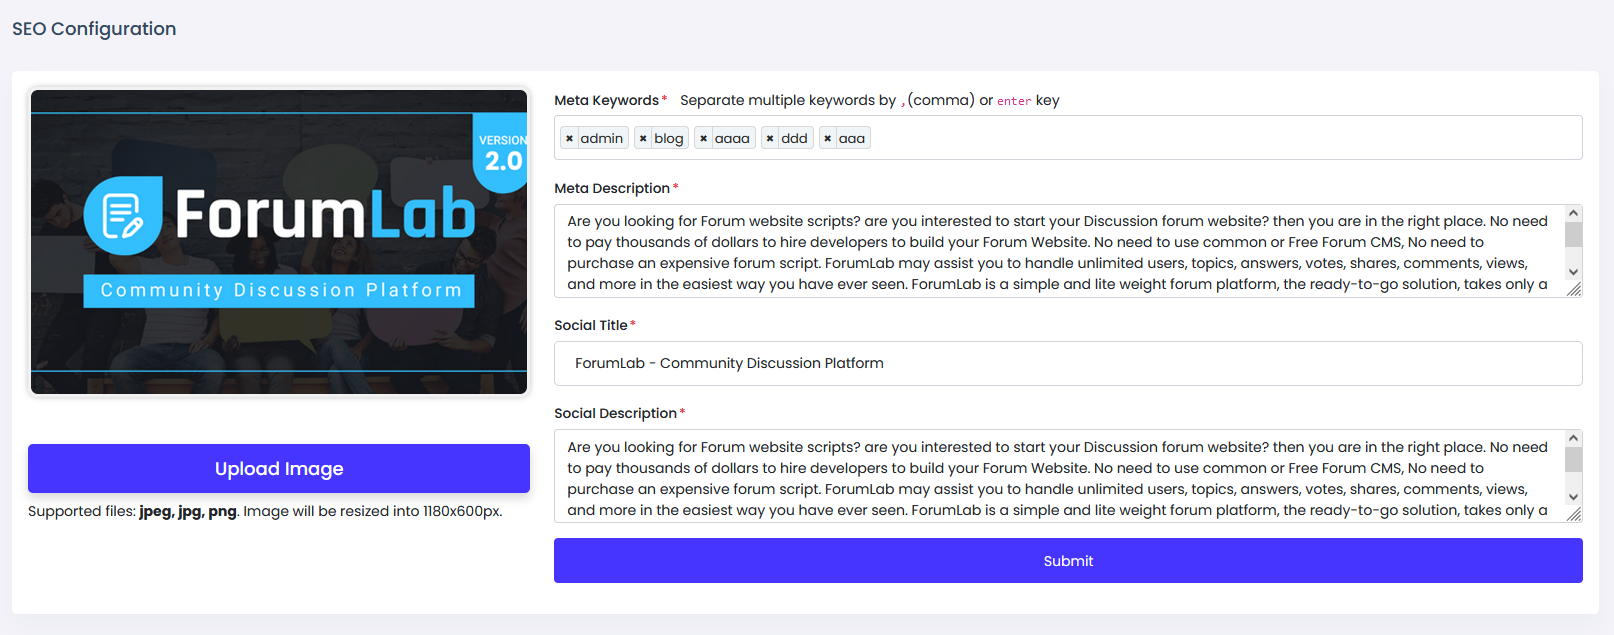 SEO Configuration
VERSION
2.0
ForumLab
Community Discussion Platform
Upload Image
Supported files: jpeg, jpg, png. Image will be resized into 1180x600px.
Meta Keywords* Separate multiple keywords by ,(comma) or enter key
× admin × blog × aaaa × ddd × aaa
Meta Description*
Are you looking for Forum website scripts? are you interested to start your Discussion forum website? then you are in the right place. No need
to pay thousands of dollars to hire developers to build your Forum Website. No need to use common or Free Forum CMS, No need to
purchase an expensive forum script. ForumLab may assist you to handle unlimited users, topics, answers, votes, shares, comments, views,
and more in the easiest way you have ever seen. ForumLab is a simple and lite weight forum platform, the ready-to-go solution, takes only a
Social Title*
ForumLab - Community Discussion Platform
Social Description*
Are you looking for Forum website scripts? are you interested to start your Discussion forum website? then you are in the right place. No need
to pay thousands of dollars to hire developers to build your Forum Website. No need to use common or Free Forum CMS, No need to
purchase an expensive forum script. ForumLab may assist you to handle unlimited users, topics, answers, votes, shares, comments, views,
and more in the easiest way you have ever seen. ForumLab is a simple and lite weight forum platform, the ready-to-go solution, takes only a
Submit